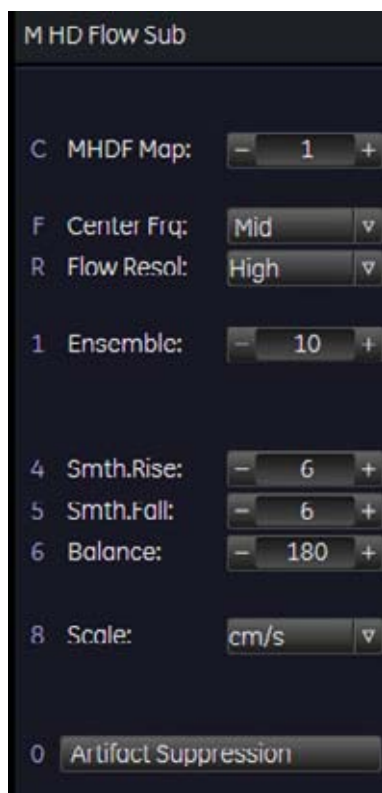 M HD Flow Sub
C MHDF Map: − 1 +
F Center Frq: Mid
R Flow Resol: High
1 Ensemble: − 10 +
4 Smth.Rise: − 6 +
5 Smth.Fall: − 6 +
6 Balance: − 180 +
8 Scale: cm/s
0 Artifact Suppression